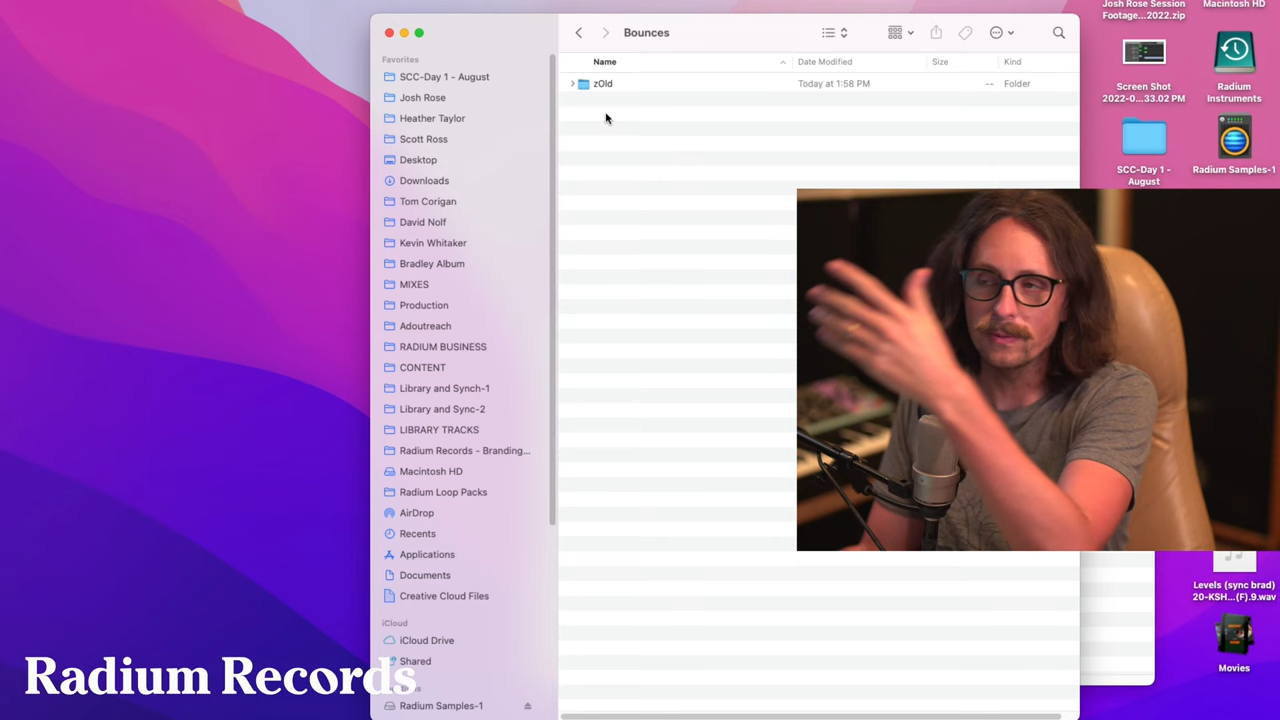 Bounces
Name
Date Modified
Size
Kind
zOld
Today at 1:58 PM
--
Folder
Favorites
SCC-Day 1 - August
Josh Rose
Heather Taylor
Scott Ross
Desktop
Downloads
Tom Corigan
David Nolf
Kevin Whitaker
Bradley Album
MIXES
Production
Adoutreach
RADIUM BUSINESS
CONTENT
Library and Synch-1
Library and Sync-2
LIBRARY TRACKS
Radium Records - Branding...
Macintosh HD
Radium Loop Packs
AirDrop
Recents
Applications
Documents
Creative Cloud Files
iCloud
iCloud Drive
Shared
Radium Samples-1
Josh Rose Session
Footage...2022.zip
Macintosh HD
Screen Shot
2022-0...33.02 PM
Radium
Instruments
SCC-Day 1 -
August
Radium Samples-1
Levels (sync brad)
20-KSH...(F).9.wav
Movies
Radium Records